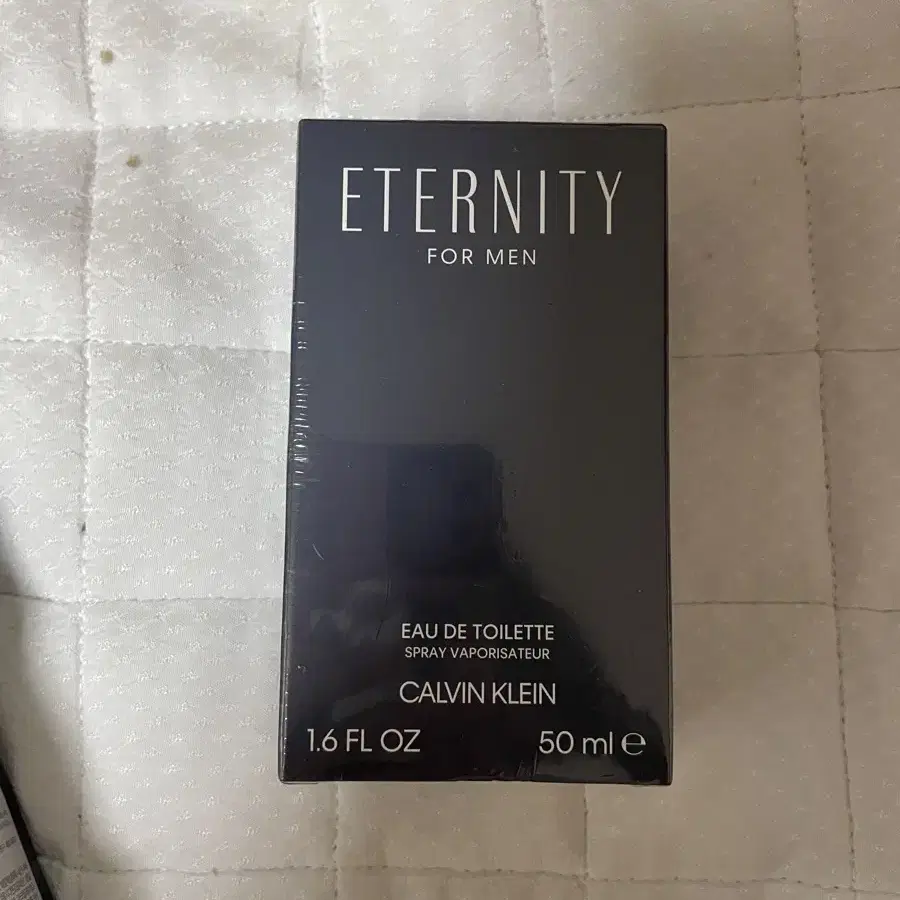 ETERNITY
FOR MEN
EAU DE TOILETTE
SPRAY VAPORISATEUR
CALVIN KLEIN
1.6 FL OZ 50 ml ℮